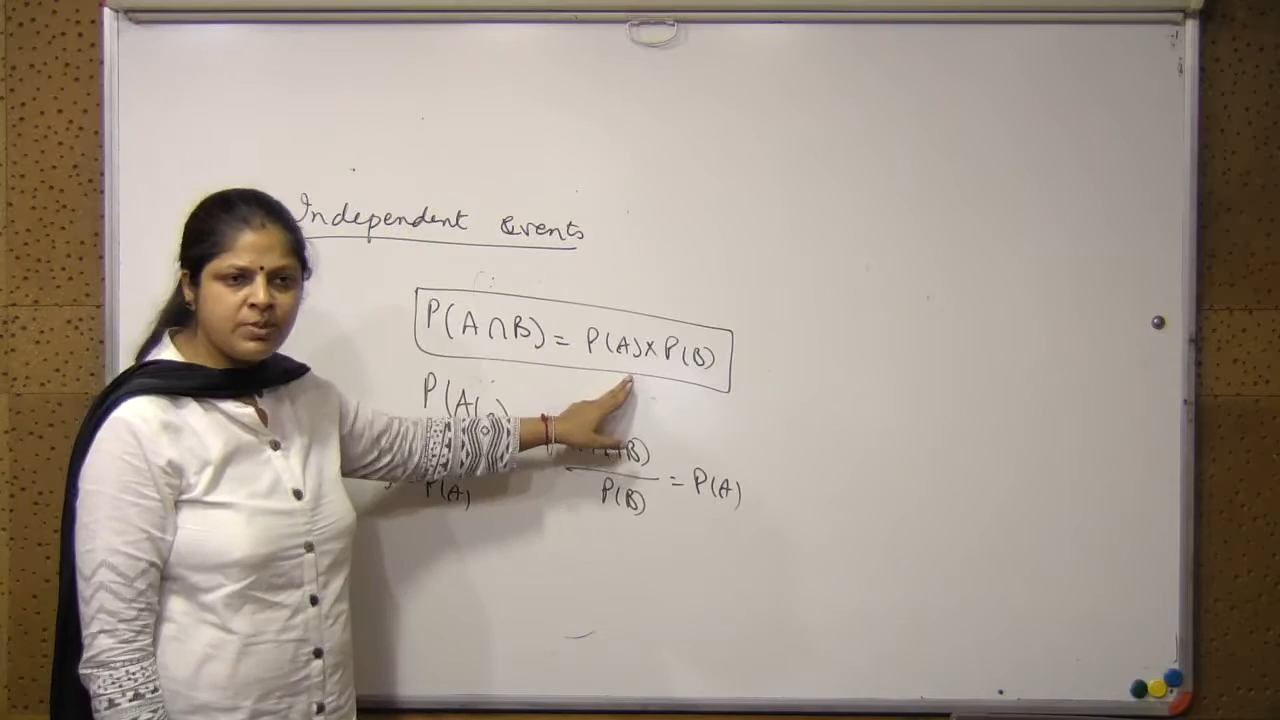 Independent Events
P(A∩B) = P(A)×P(B)
P(A
P(A)
P(B) = P(A)